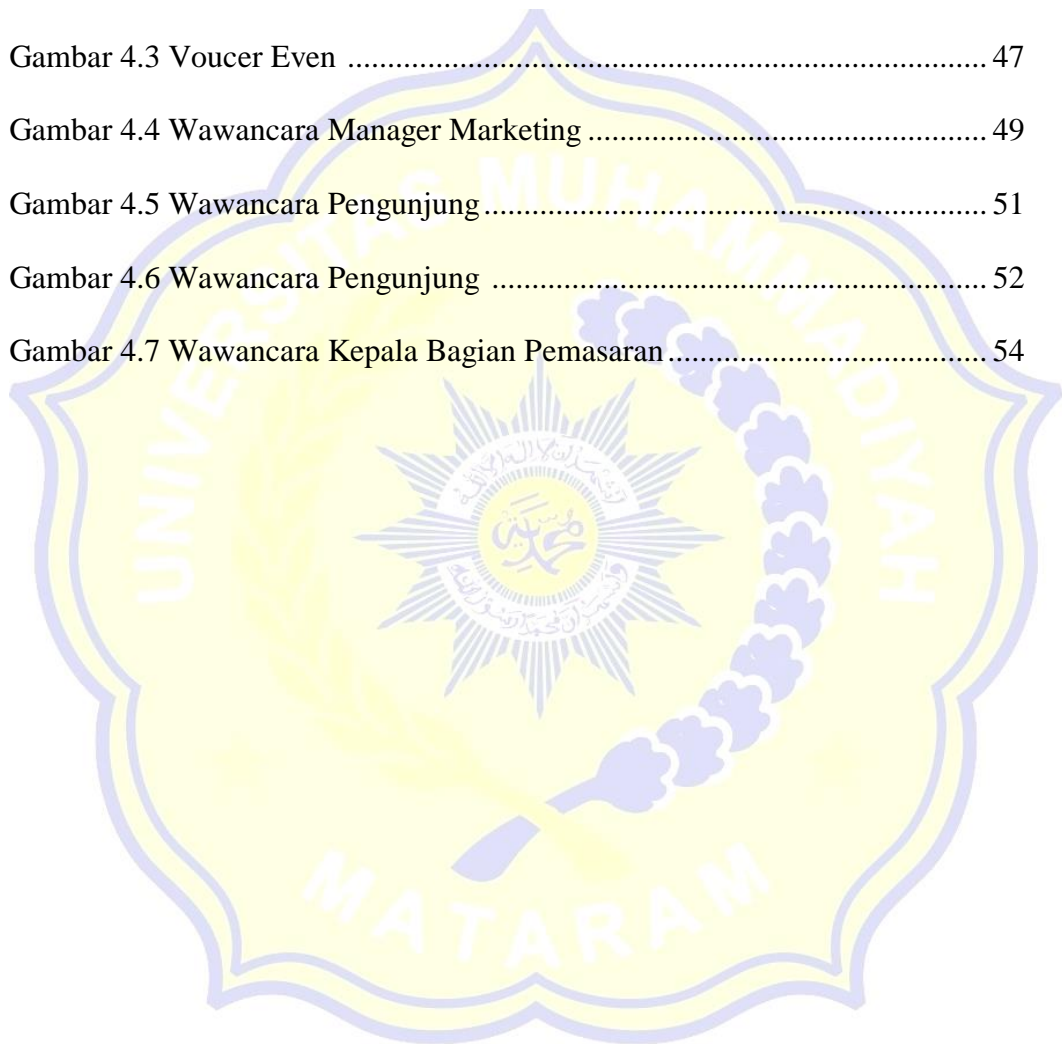 Gambar 4.3 Voucer Even ........................................................................... 47
Gambar 4.4 Wawancara Manager Marketing ............................................... 49
Gambar 4.5 Wawancara Pengunjung ........................................................... 51
Gambar 4.6 Wawancara Pengunjung .......................................................... 52
Gambar 4.7 Wawancara Kepala Bagian Pemasaran ..................................... 54
UNIVERSITAS MUHAMMADIYAH
MATARAM